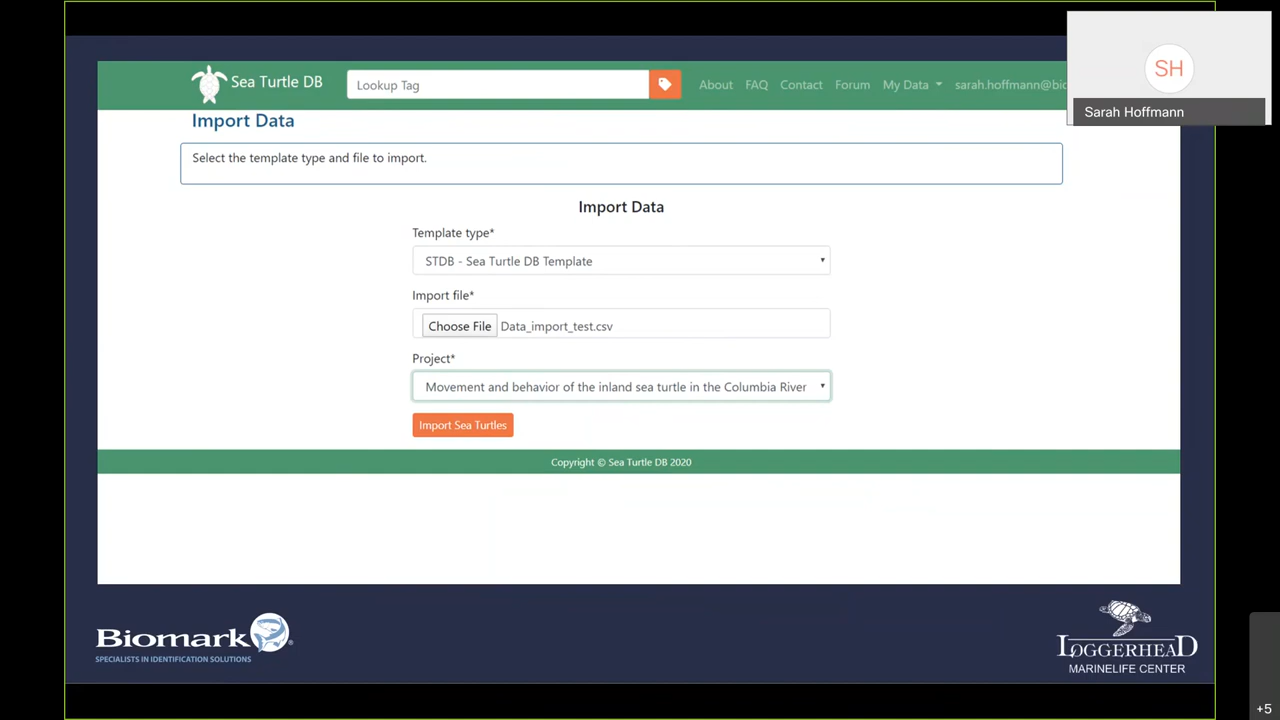 Sea Turtle DB
Lookup Tag
About FAQ Contact Forum My Data sarah.hoffmann@bio
SH
Sarah Hoffmann
Import Data
Select the template type and file to import.
Import Data
Template type*
STDB - Sea Turtle DB Template
Import file*
Choose File Data_import_test.csv
Project*
Movement and behavior of the inland sea turtle in the Columbia River
Import Sea Turtles
Copyright © Sea Turtle DB 2020
Biomark®
SPECIALISTS IN IDENTIFICATION SOLUTIONS
LOGGERHEAD
MARINELIFE CENTER
+5